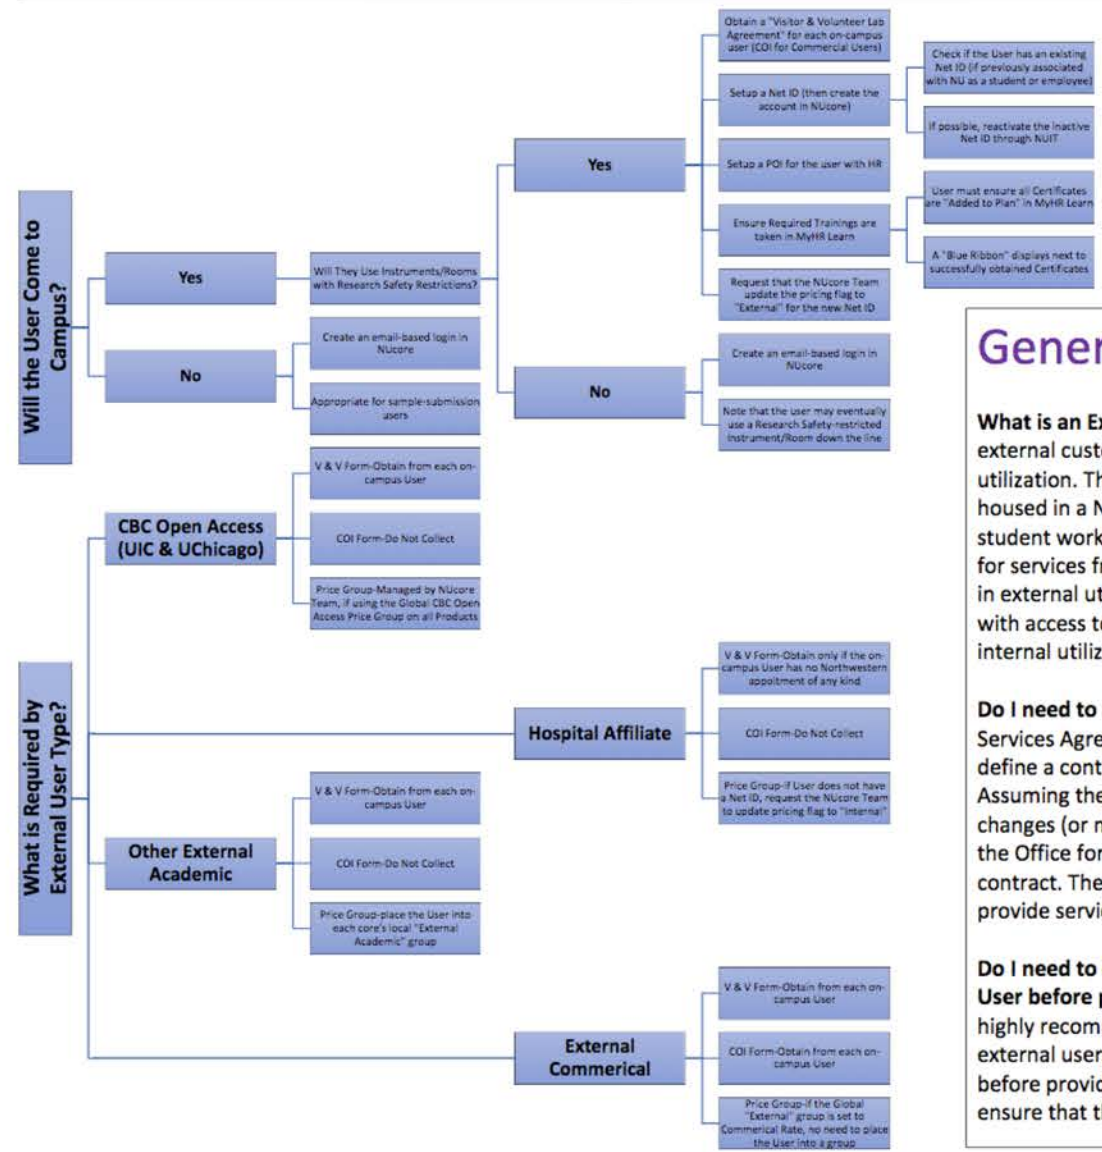 Will the User Come to
Campus?
Yes
Will They Use Instruments/Rooms
with Research Safety Restrictions?
Yes
Obtain a "Visitor & Volunteer Lab
Agreement" for each on-campus
user (COI for Commercial Users)
Setup a Net ID (then create the
account in NUcore)
Check if the User has an existing
Net ID (if previously associated
with NU as a student or employee)
If possible, reactivate the inactive
Net ID through NUIT
Setup a POI for the user with HR
Ensure Required Trainings are
taken in MyHR Learn
User must ensure all Certificates
are "Added to Plan" in MyHR Learn
A "Blue Ribbon" displays next to
successfully obtained Certificates
Request that the NUcore Team
update the pricing flag to
"External" for the new Net ID
No
Create an email-based login in
NUcore
Note that the user may eventually
use a Research Safety-restricted
Instrument/Room down the line
No
Create an email-based login in
NUcore
Appropriate for sample-submission
users
What is Required by
External User Type?
CBC Open Access
(UIC & UChicago)
V & V Form-Obtain from each on-
campus User
COI Form-Do Not Collect
Price Group-Managed by NUcore
Team, if using the Global CBC Open
Access Price Group on all Products
Hospital Affiliate
V & V Form-Obtain only if the on-
campus User has no Northwestern
appoitment of any kind
COI Form-Do Not Collect
Price Group-if User does not have
a Net ID, request the NUcore Team
to update pricing flag to "Internal"
Other External
Academic
V & V Form-Obtain from each on-
campus User
COI Form-Do Not Collect
Price Group-place the User into
each core's local "External
Academic" group
External
Commerical
V & V Form-Obtain from each on-
campus User
COI Form-Obtain from each on-
campus User
Price Group-if the Global
"External" group is set to
Commerical Rate, no need to place
the User into a group
Gener
What is an Ex
external cust
utilization. Th
housed in a N
student work
for services fr
in external ut
with access to
internal utiliz
Do I need to
Services Agre
define a cont
Assuming the
changes (or n
the Office for
contract. The
provide servi
Do I need to
User before p
highly recom
external user
before provid
ensure that t